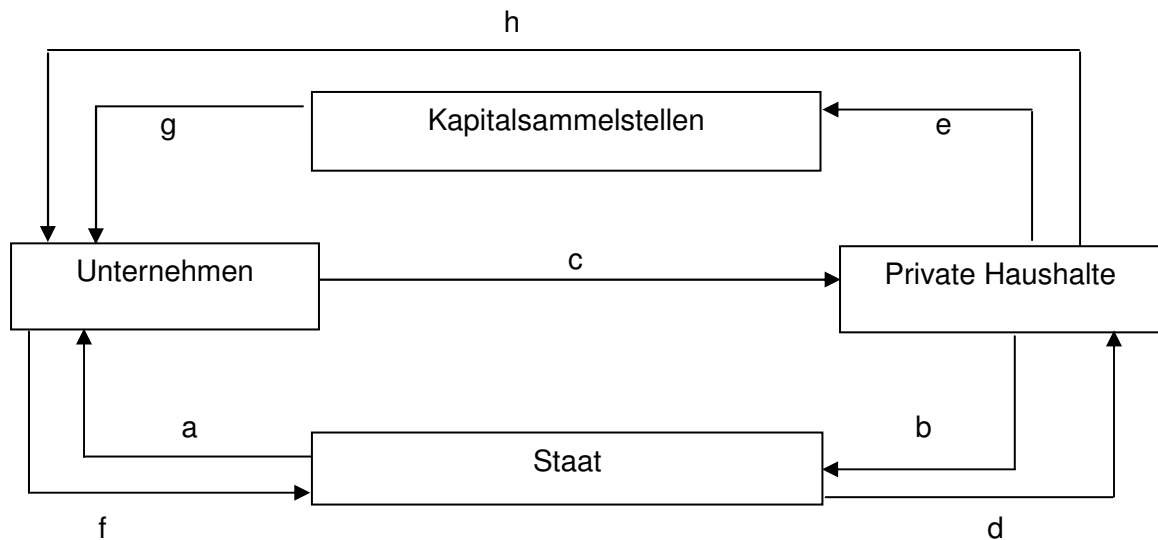 h
Kapitalsammelstellen
g
e
Unternehmen
c
Private Haushalte
a
b
Staat
f
d